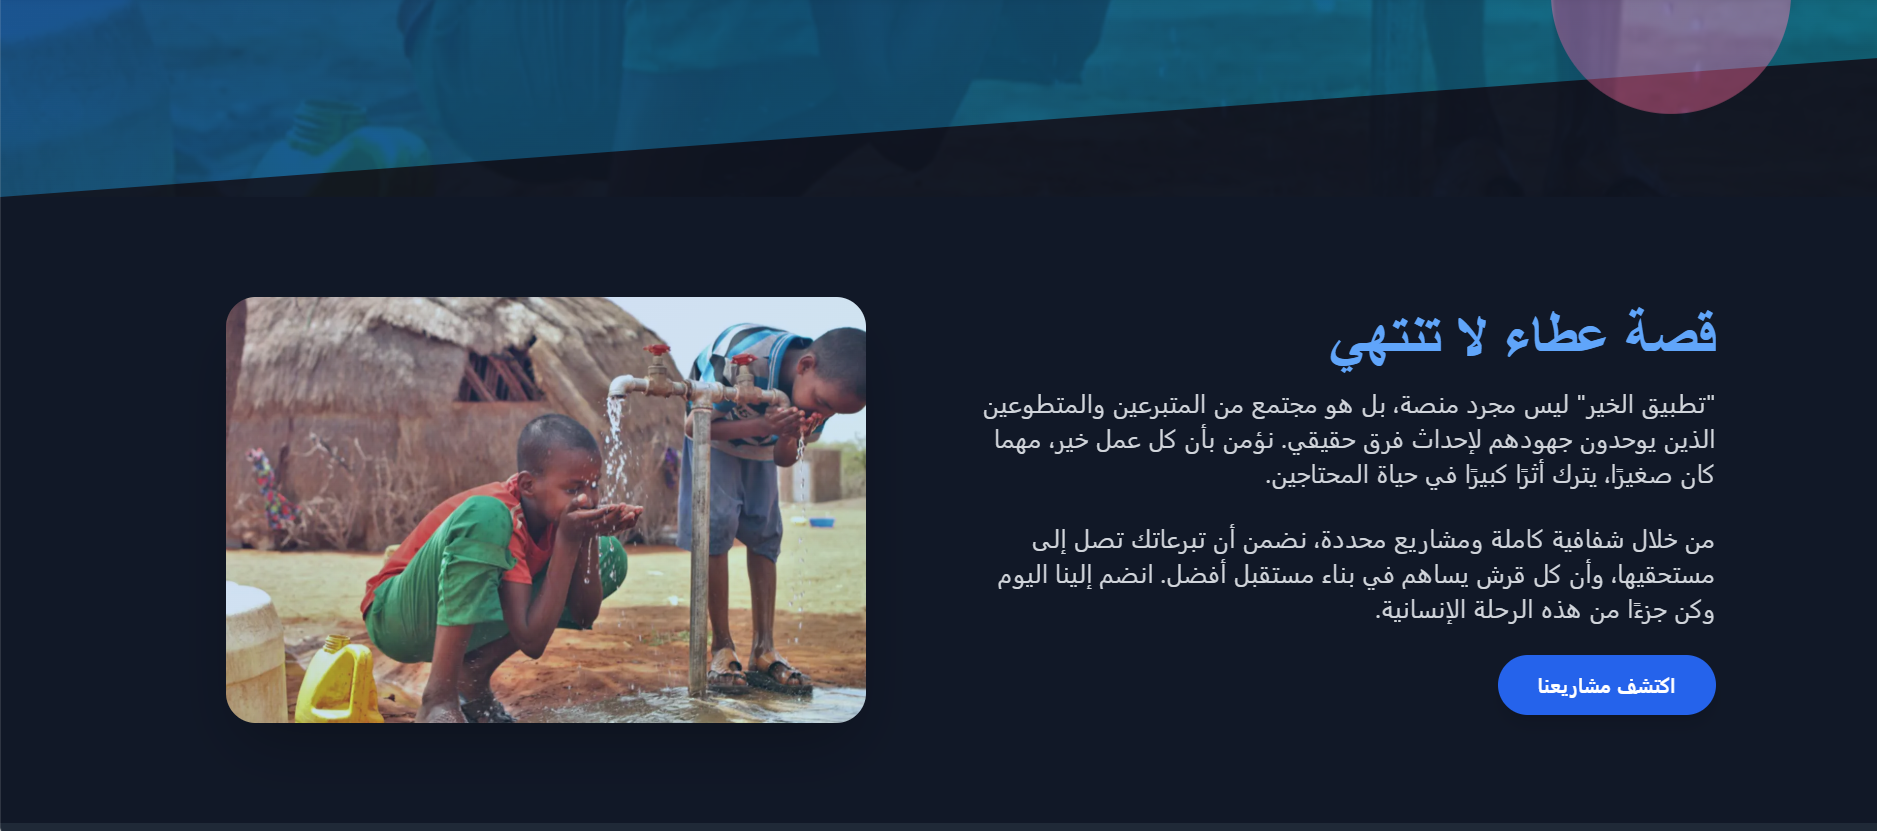 قصة عطاء لا تنتهي
"تطبيق الخير" ليس مجرد منصة، بل هو مجتمع من المتبرعين والمتطوعين
الذين يوحدون جهودهم لإحداث فرق حقيقي. نؤمن بأن كل عمل خير، مهما
كان صغيرًا، يترك أثرًا كبيرًا في حياة المحتاجين.
من خلال شفافية كاملة ومشاريع محددة، نضمن أن تبرعاتك تصل إلى
مستحقيها، وأن كل قرش يساهم في بناء مستقبل أفضل. انضم إلينا اليوم
وكن جزءًا من هذه الرحلة الإنسانية.
اكتشف مشاريعنا